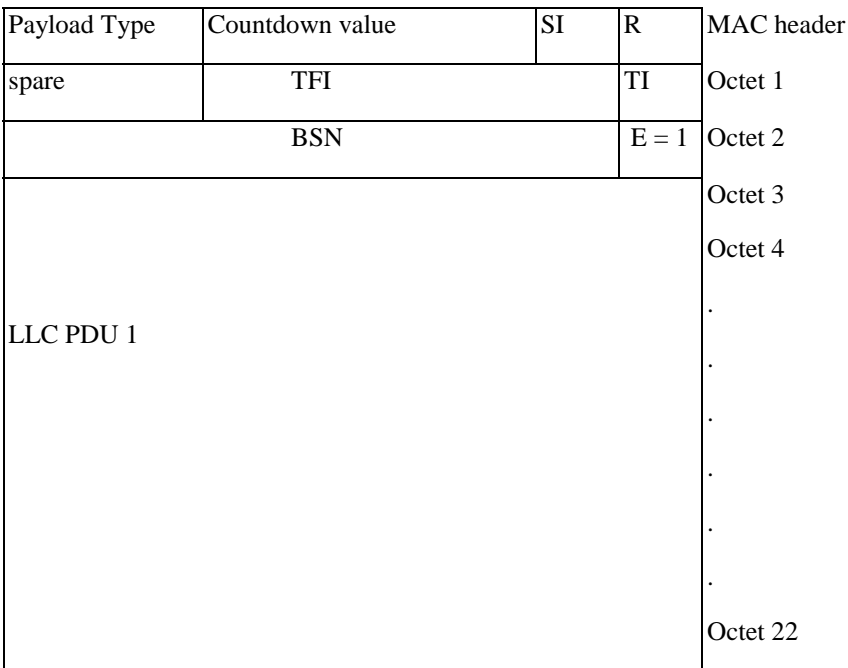 Payload Type Countdown value SI R MAC header
spare TFI TI Octet 1
BSN E = 1 Octet 2
Octet 3
Octet 4
.
LLC PDU 1
.
.
.
.
.
Octet 22